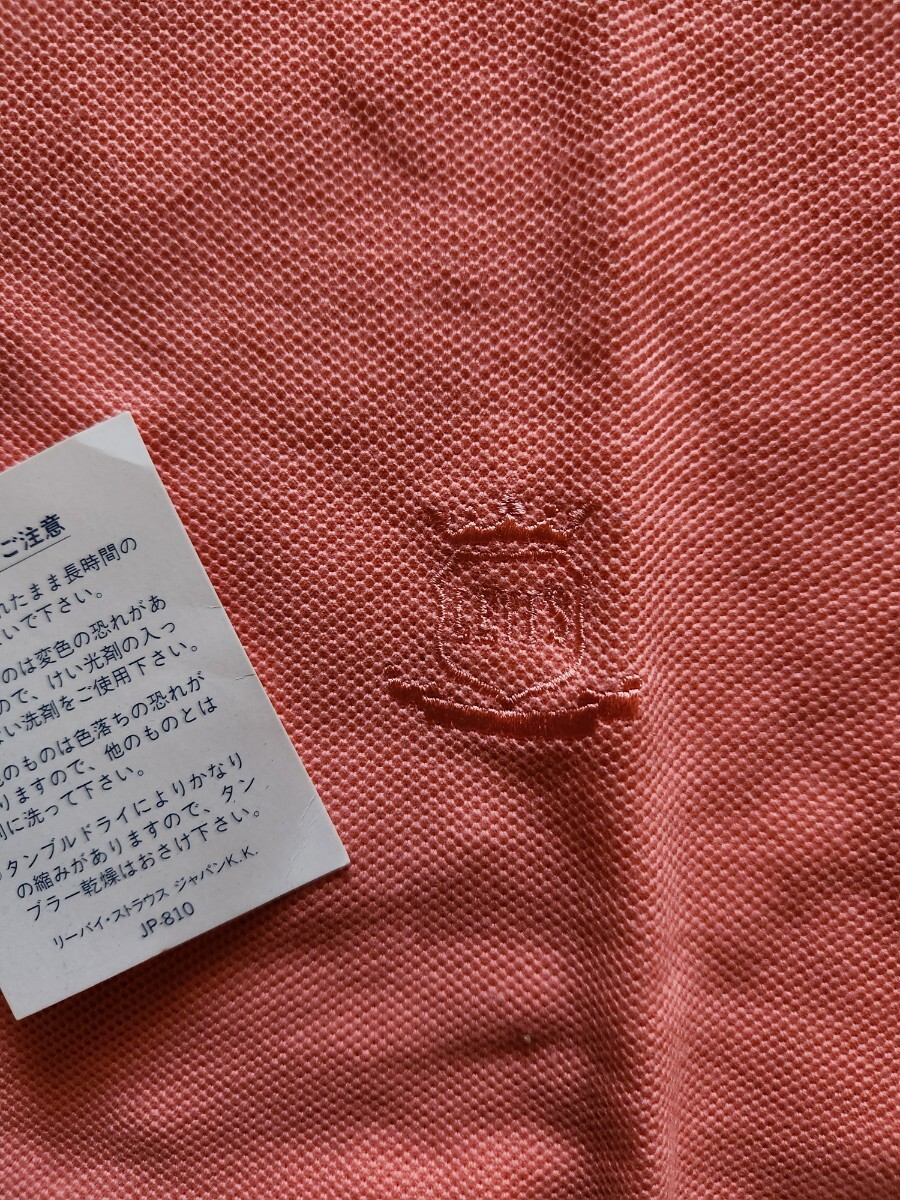 ご注意
れたまま長時間の
いで下さい。
のは変色の恐れがあ
ので、けい光剤の入っ
い洗剤をご使用下さい。
のものは色落ちの恐れが
りますので、他のものとは
別に洗って下さい。
タンブルドライによりかなり
の縮みがありますので、タン
ブラー乾燥はおさけ下さい。
リーバイ・ストラウス ジャパンK.K.
JP-810
LEVI'S